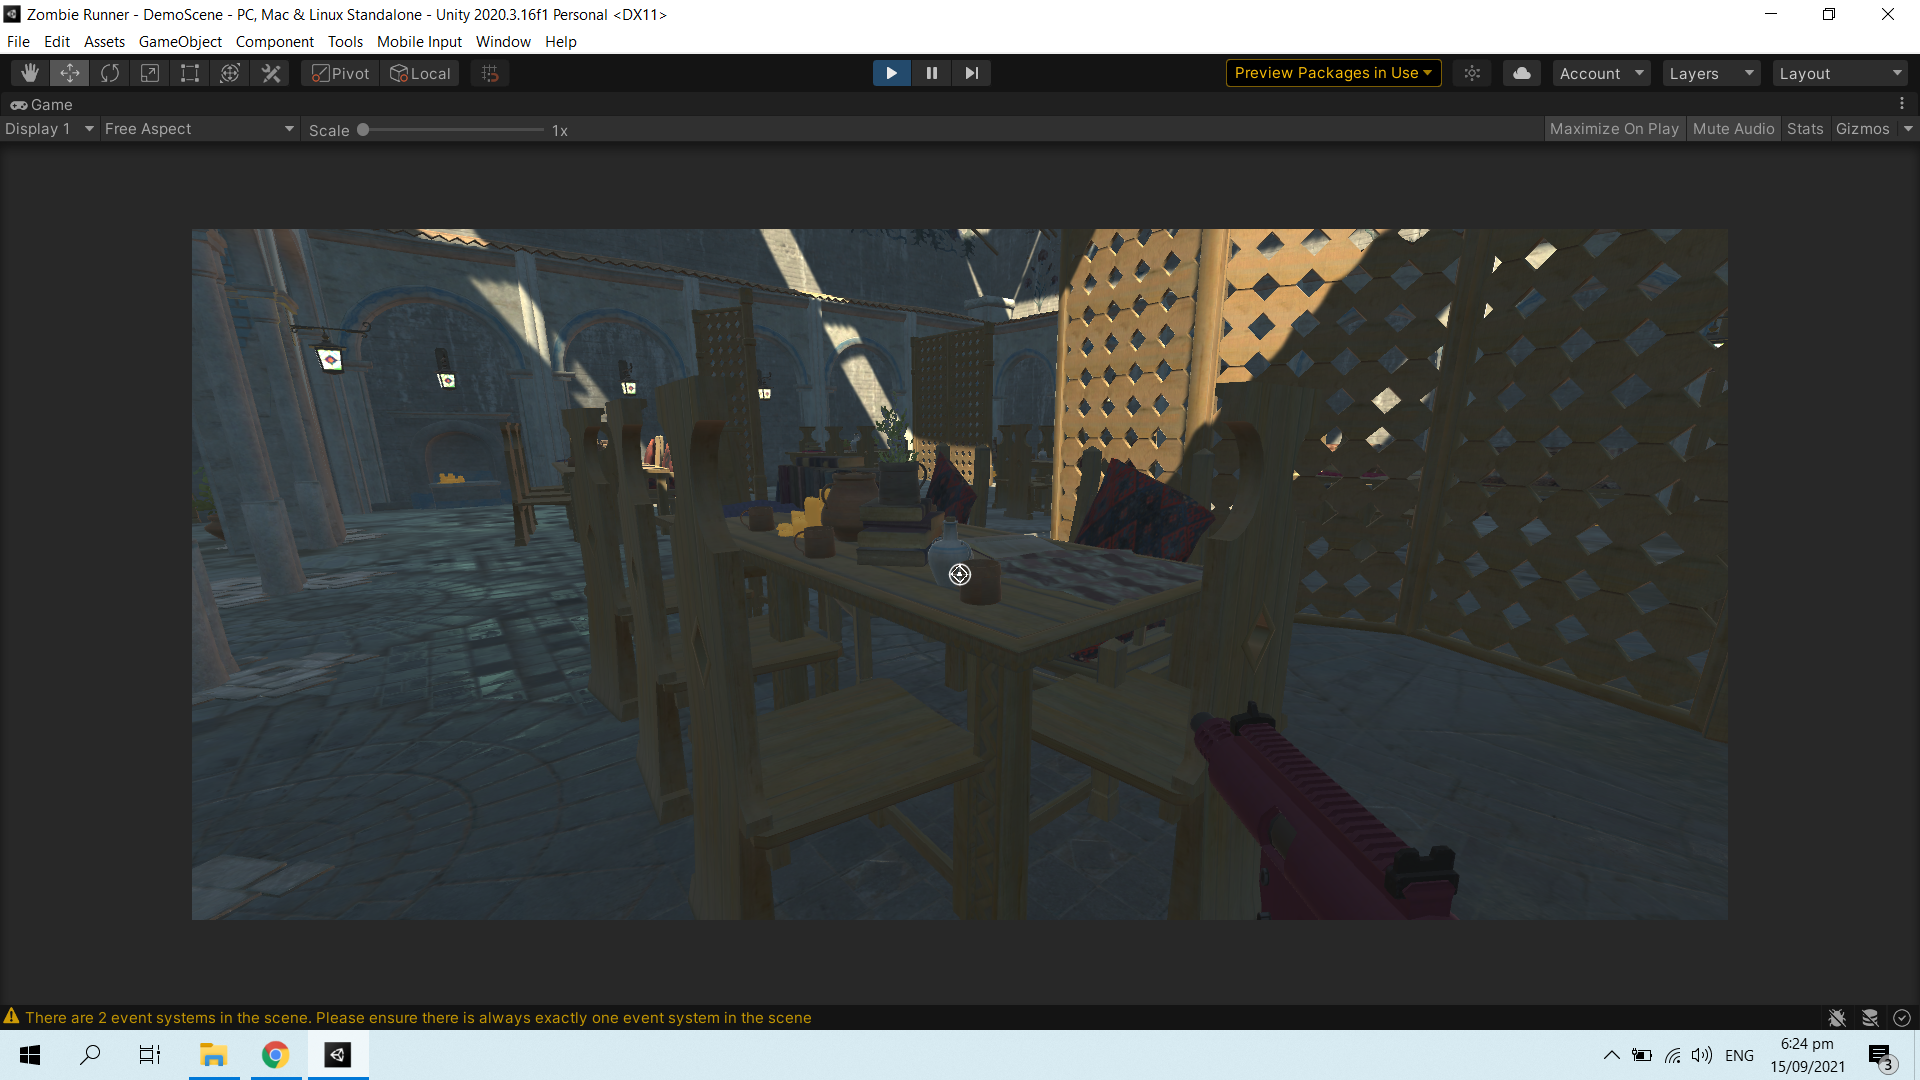 Zombie Runner - DemoScene - PC, Mac & Linux Standalone - Unity 2020.3.16f1 Personal <DX11>
File Edit Assets GameObject Component Tools Mobile Input Window Help
Pivot Local Preview Packages in Use Account Layers Layout
Game
Display 1 Free Aspect Scale 1x Maximize On Play Mute Audio Stats Gizmos
There are 2 event systems in the scene. Please ensure there is always exactly one event system in the scene
ENG 6:24 pm 3
15/09/2021